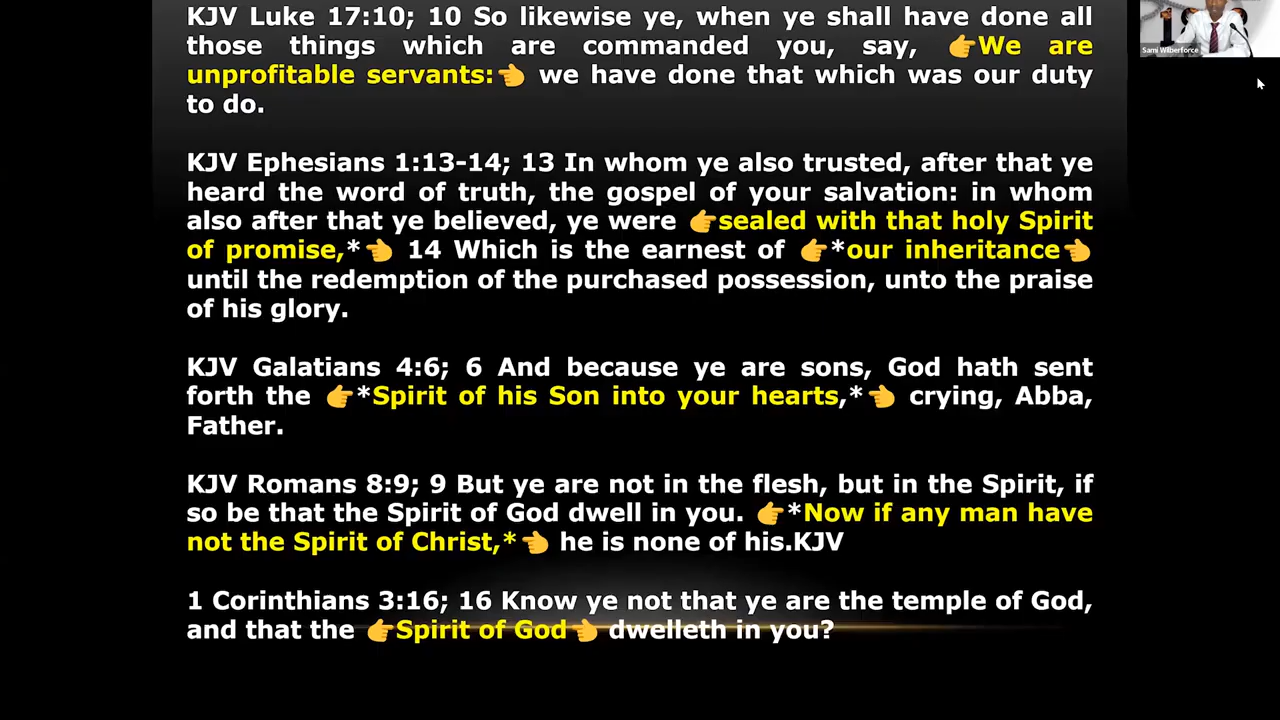 KJV Luke 17:10; 10 So likewise ye, when ye shall have done all
those things which are commanded you, say, 👉We are
unprofitable servants:👈 we have done that which was our duty
to do.
KJV Ephesians 1:13-14; 13 In whom ye also trusted, after that ye
heard the word of truth, the gospel of your salvation: in whom
also after that ye believed, ye were 👉sealed with that holy Spirit
of promise,*👈 14 Which is the earnest of 👉*our inheritance👈
until the redemption of the purchased possession, unto the praise
of his glory.
KJV Galatians 4:6; 6 And because ye are sons, God hath sent
forth the 👉*Spirit of his Son into your hearts,*👈 crying, Abba,
Father.
KJV Romans 8:9; 9 But ye are not in the flesh, but in the Spirit, if
so be that the Spirit of God dwell in you. 👉*Now if any man have
not the Spirit of Christ,*👈 he is none of his.KJV
1 Corinthians 3:16; 16 Know ye not that ye are the temple of God,
and that the 👉Spirit of God👈 dwelleth in you?
Sami Wilberforce